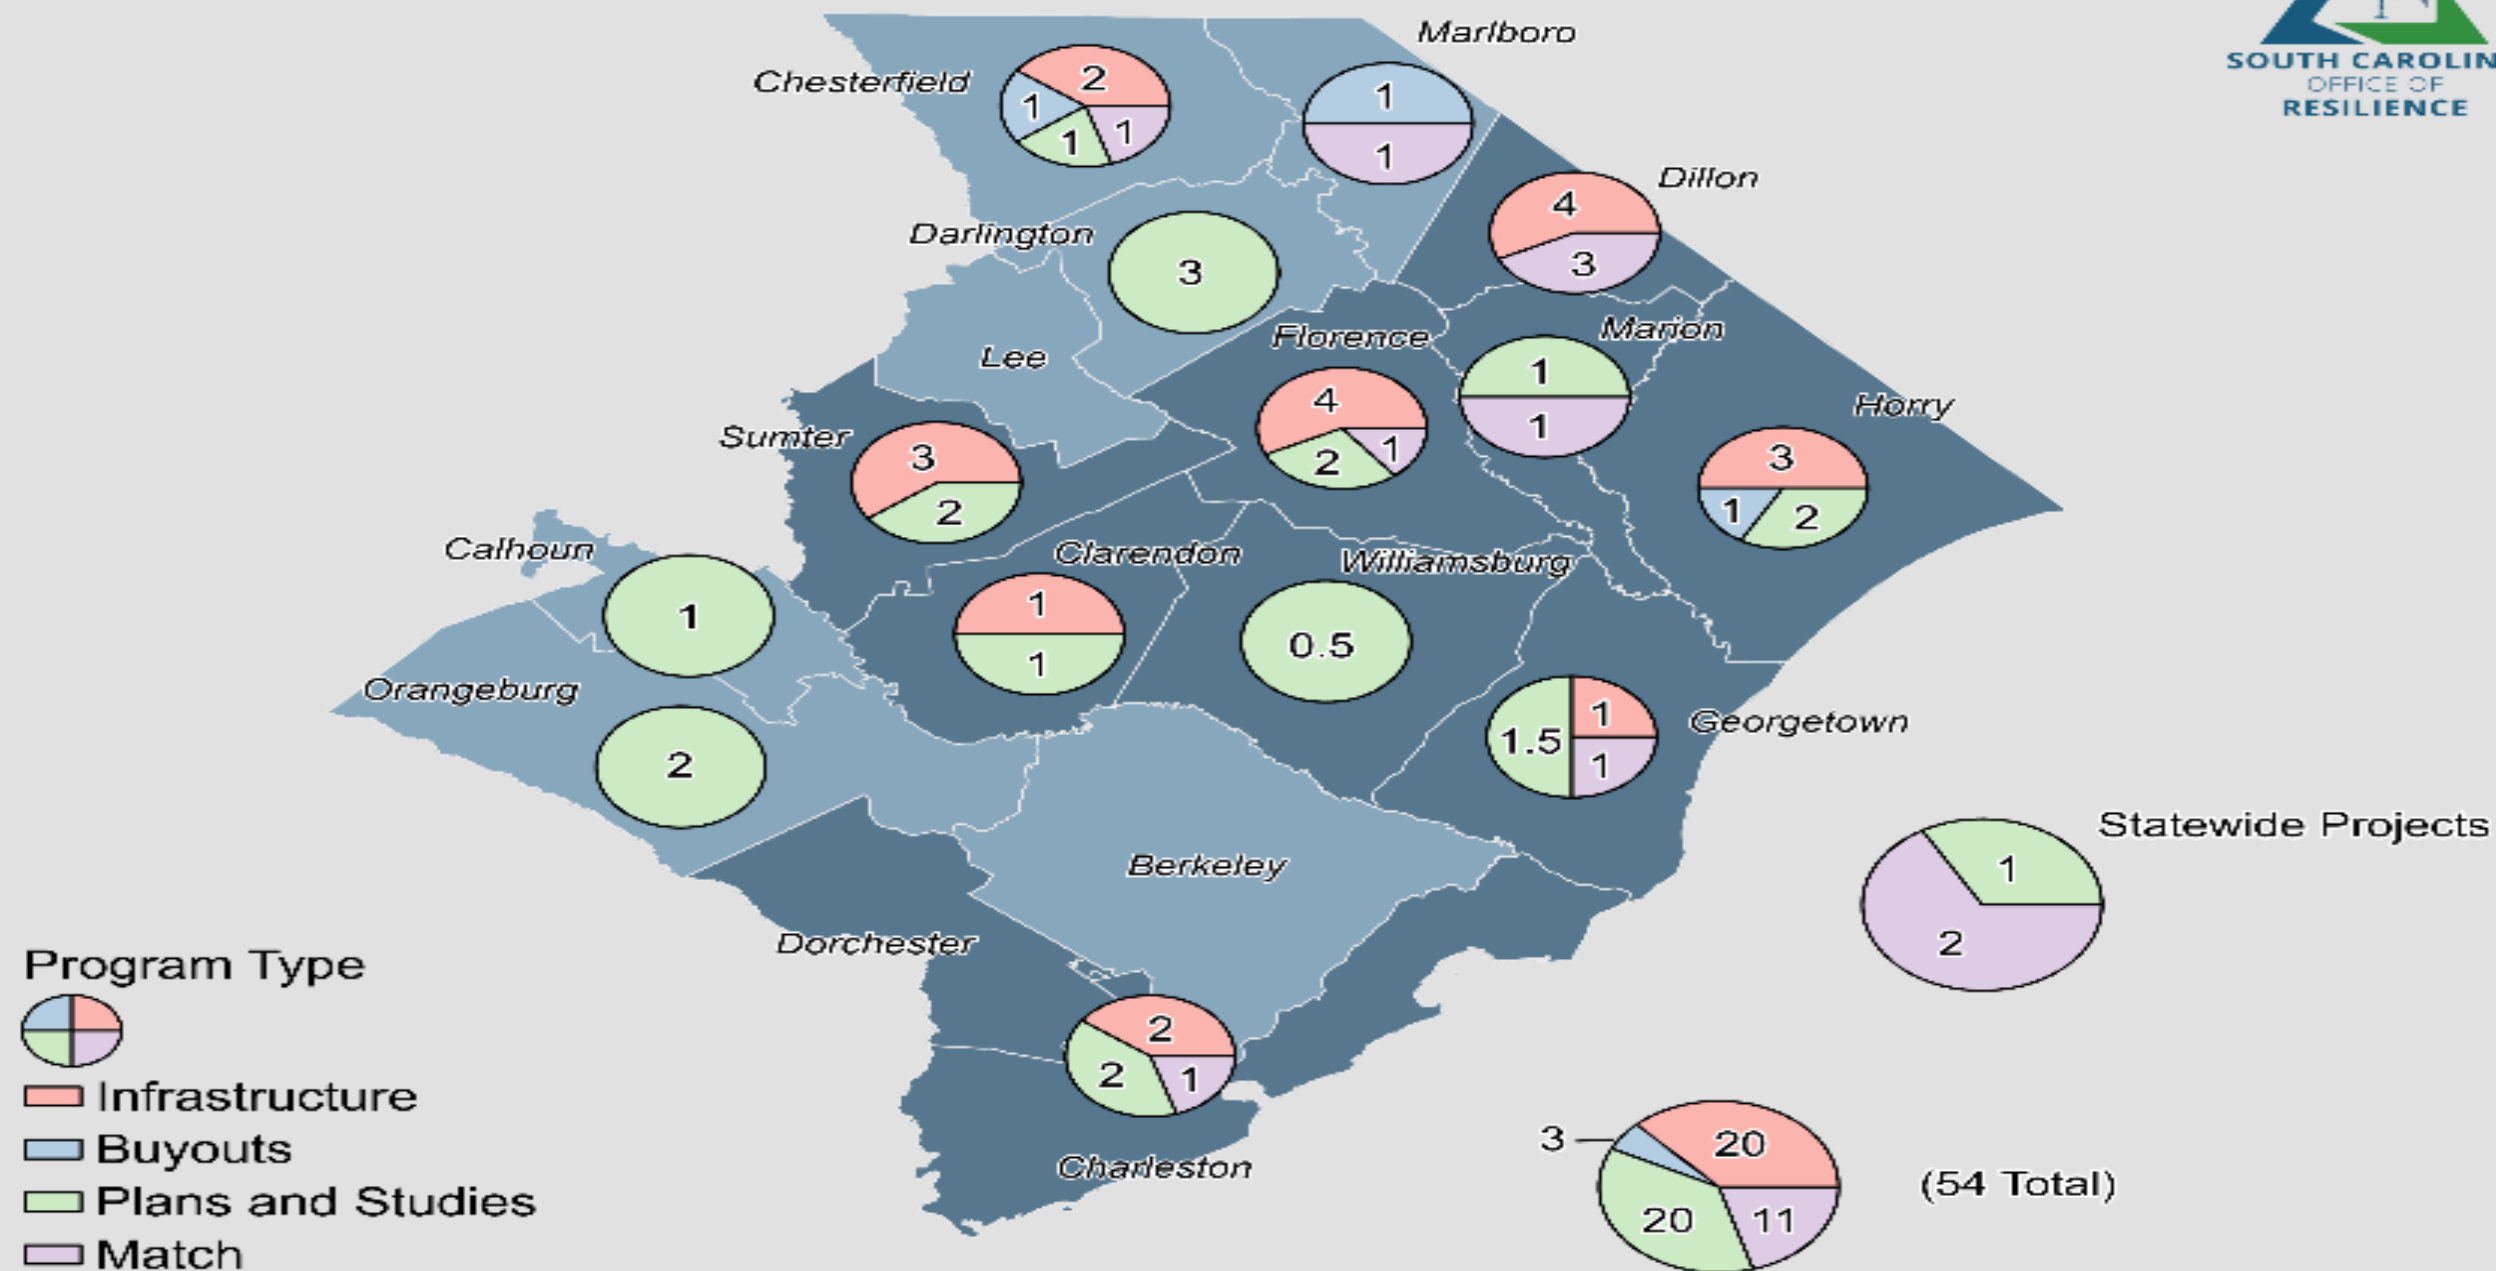 SOUTH CAROLIN
OFFICE OF
RESILIENCE
Marlboro
1
1
Chesterfield
2
1
1
1
Dillon
4
3
Darlington
3
Florence
4
2
1
Marion
1
1
Lee
Horry
3
1
2
Sumter
3
2
Calhoun
1
Clarendon
1
1
Williamsburg
0.5
Orangeburg
2
Georgetown
1.5
1
1
Statewide Projects
1
2
Berkeley
Dorchester
2
2
1
Charleston
Program Type
Infrastructure
Buyouts
Plans and Studies
Match
3
20
20
11
(54 Total)